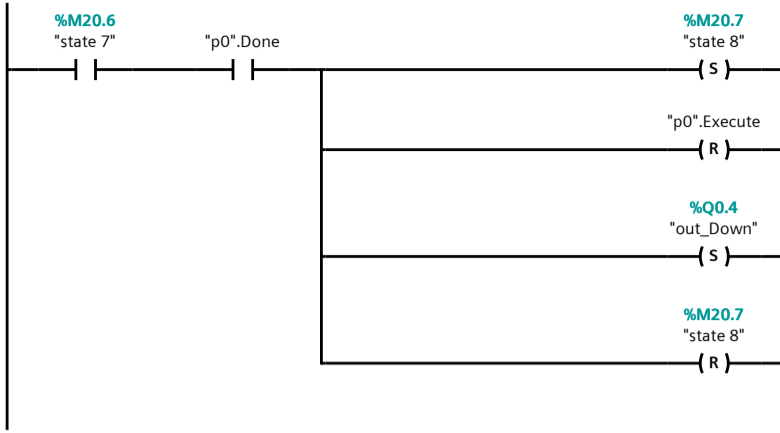 %M20.6
"state 7"
"p0".Done
%M20.7
"state 8"
S
"p0".Execute
R
%Q0.4
"out_Down"
S
%M20.7
"state 8"
R